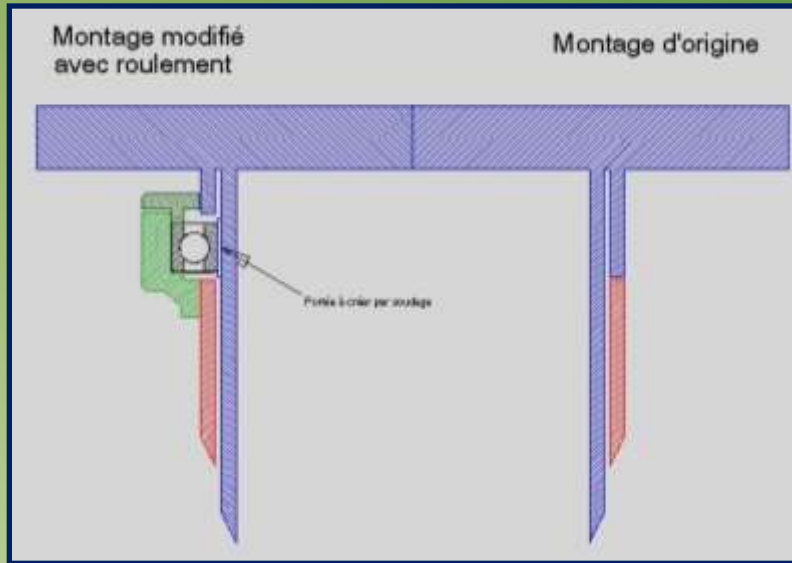 Montage modifié
avec roulement
Montage d'origine
Portée à créer par soudage